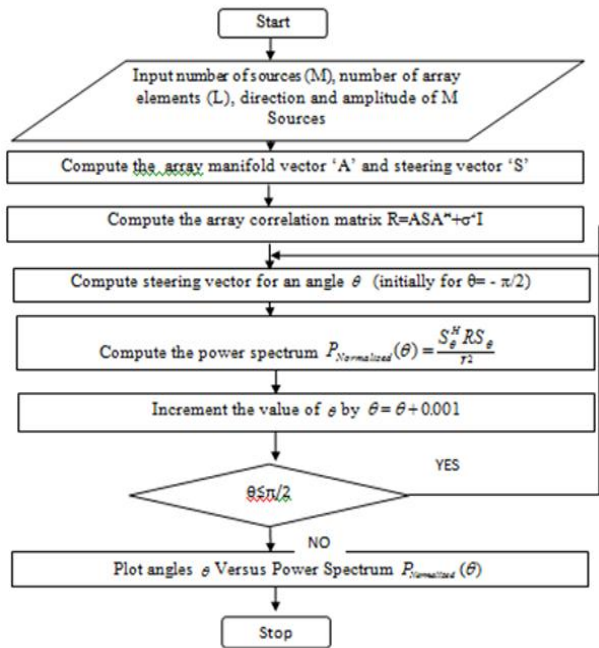 Start
Input number of sources (M), number of array
elements (L), direction and amplitude of M
Sources
Compute the array manifold vector ‘A’ and steering vector ‘S’
Compute the array correlation matrix
Compute steering vector for an angle θ (initially for θ= - π/2)
Compute the power spectrum P_Normalized(θ) = S_θ^H R S_θ / L²
Increment the value of θ by θ = θ + 0.001
YES
θ≤π/2
NO
Plot angles θ Versus Power Spectrum P_Normalized(θ)
Stop